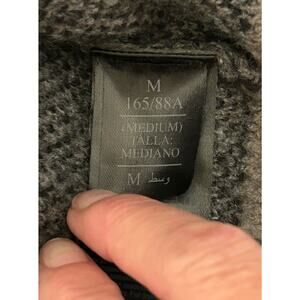 M
165/88A
(MEDIUM)
TALLA:
MEDIANO
M وسط